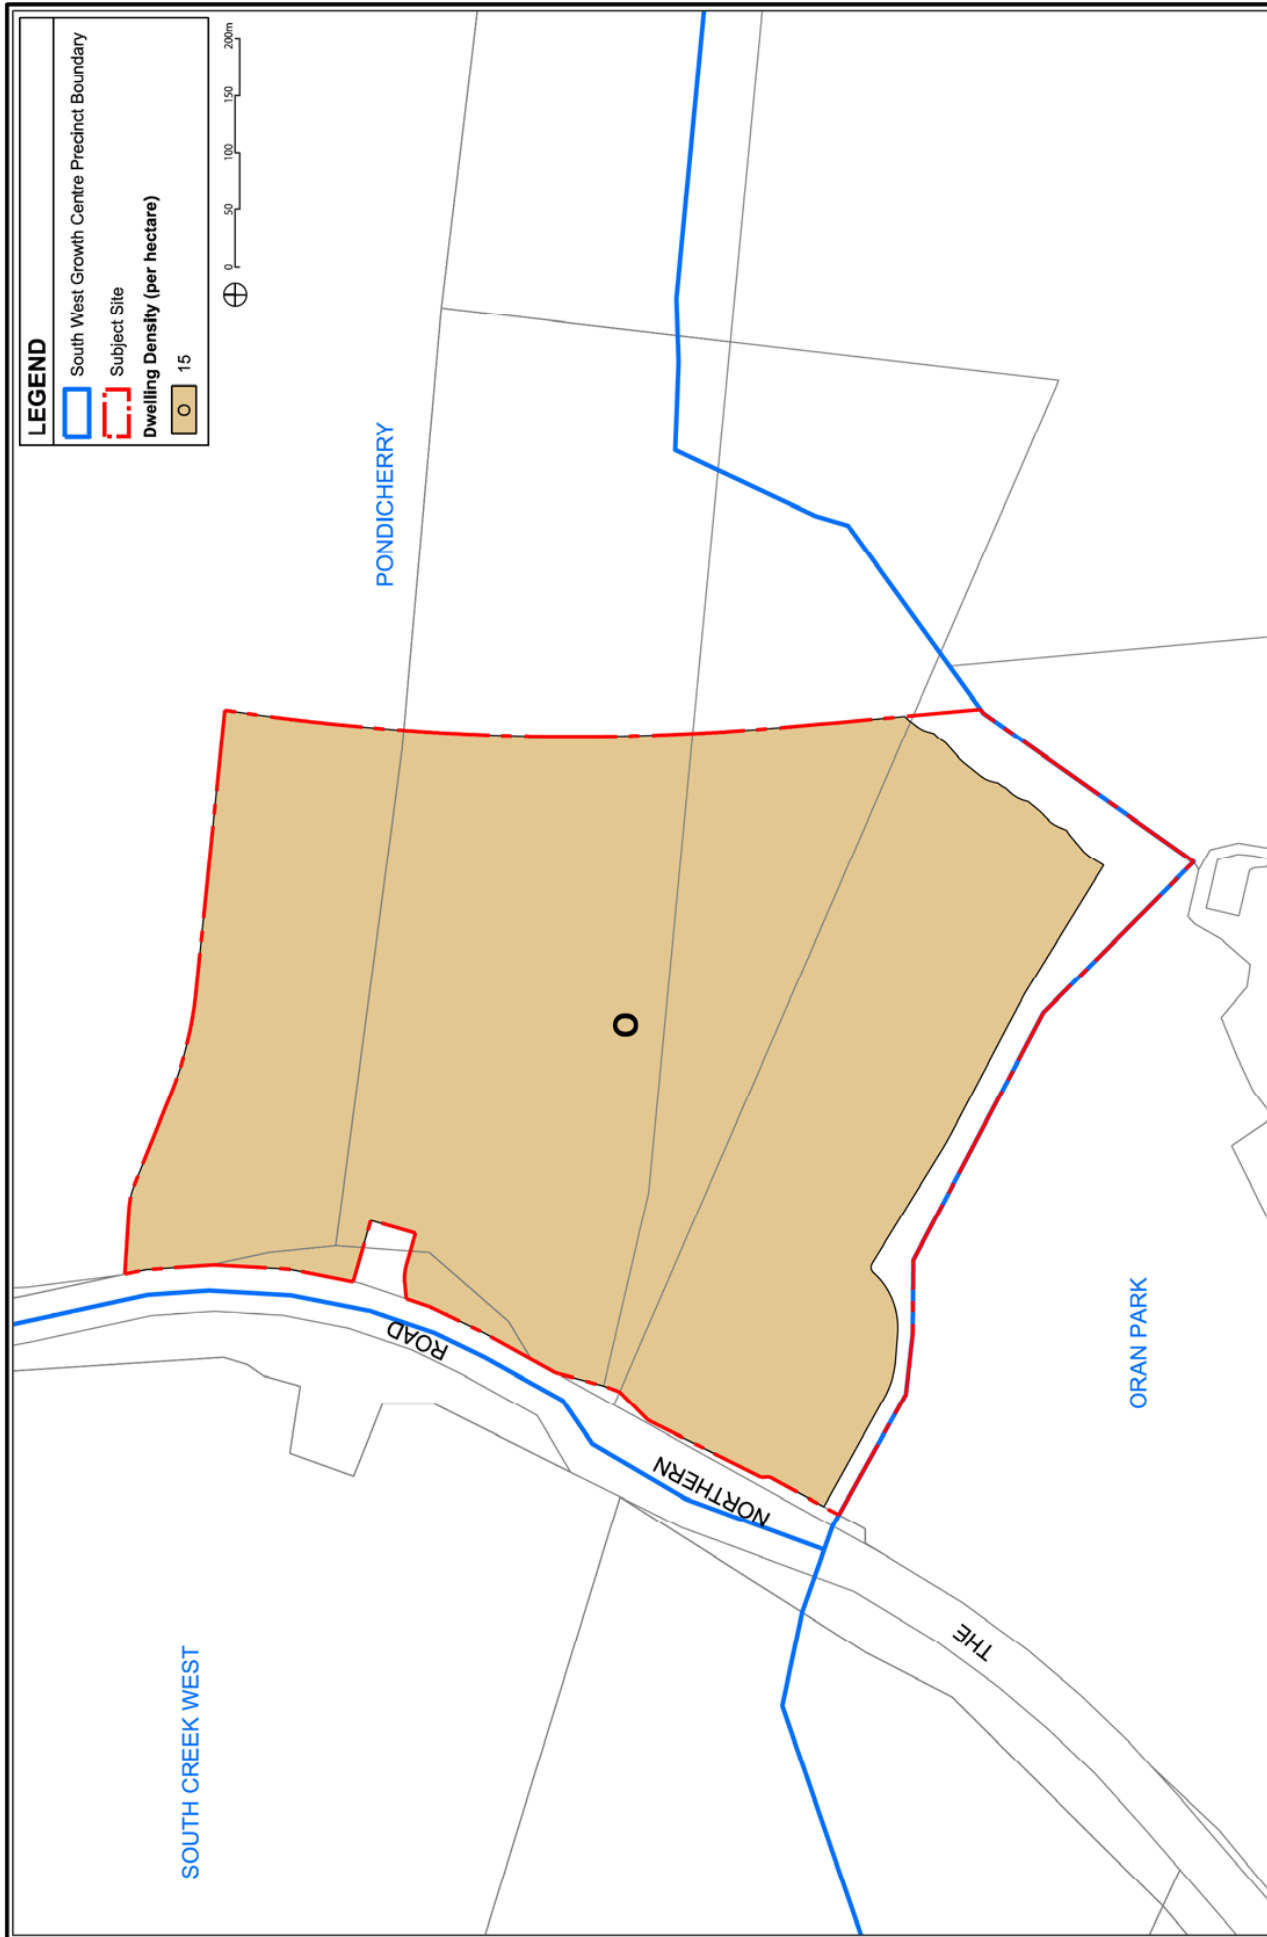 LEGEND
South West Growth Centre Precinct Boundary
Subject Site
Dwelling Density (per hectare)
O 15
0 50 100 150 200m
PONDICHERRY
O
SOUTH CREEK WEST
THE
NORTHERN
ROAD
ORAN PARK